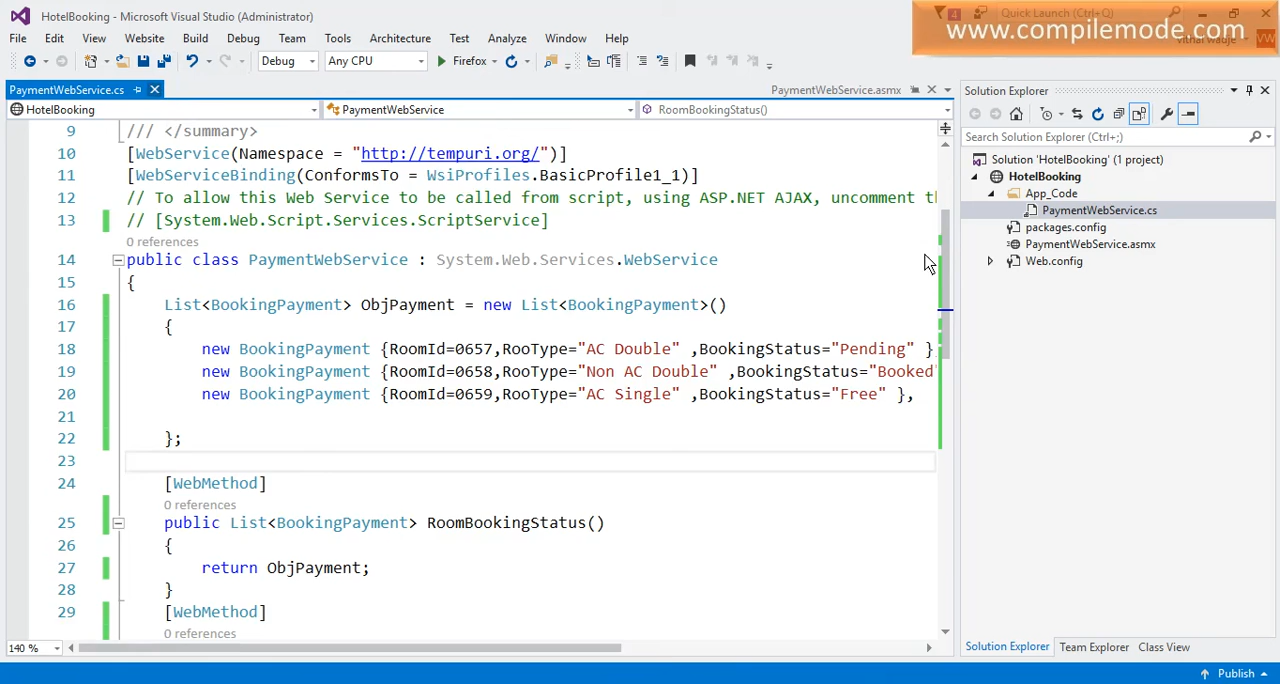 HotelBooking - Microsoft Visual Studio (Administrator)
4
Quick Launch (Ctrl+Q)
www.compilemode.com
File Edit View Website Build Debug Team Tools Architecture Test Analyze Window Help
vithal wadje
VW
Debug Any CPU Firefox
PaymentWebService.cs
PaymentWebService.asmx
HotelBooking
PaymentWebService
RoomBookingStatus()
9 /// </summary>
10 [WebService(Namespace = "http://tempuri.org/")]
11 [WebServiceBinding(ConformsTo = WsiProfiles.BasicProfile1_1)]
12 // To allow this Web Service to be called from script, using ASP.NET AJAX, uncomment th
13 // [System.Web.Script.Services.ScriptService]
0 references
14 public class PaymentWebService : System.Web.Services.WebService
15 {
16 List<BookingPayment> ObjPayment = new List<BookingPayment>()
17 {
18 new BookingPayment {RoomId=0657,RooType="AC Double" ,BookingStatus="Pending" }
19 new BookingPayment {RoomId=0658,RooType="Non AC Double" ,BookingStatus="Booked"
20 new BookingPayment {RoomId=0659,RooType="AC Single" ,BookingStatus="Free" },
21
22 };
23
24 [WebMethod]
0 references
25 public List<BookingPayment> RoomBookingStatus()
26 {
27 return ObjPayment;
28 }
29 [WebMethod]
0 references
140 %
Solution Explorer
Search Solution Explorer (Ctrl+;)
Solution 'HotelBooking' (1 project)
HotelBooking
App_Code
PaymentWebService.cs
packages.config
PaymentWebService.asmx
Web.config
Solution Explorer Team Explorer Class View
Publish